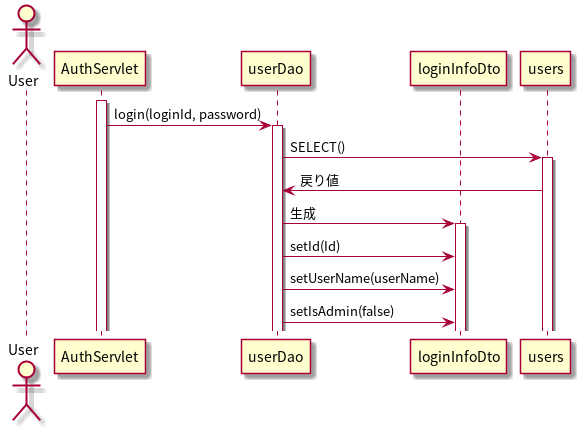 User
AuthServlet
userDao
loginInfoDto
users
login(loginId, password)
SELECT()
戻り値
生成
setId(Id)
setUserName(userName)
setIsAdmin(false)
User
AuthServlet
userDao
loginInfoDto
users